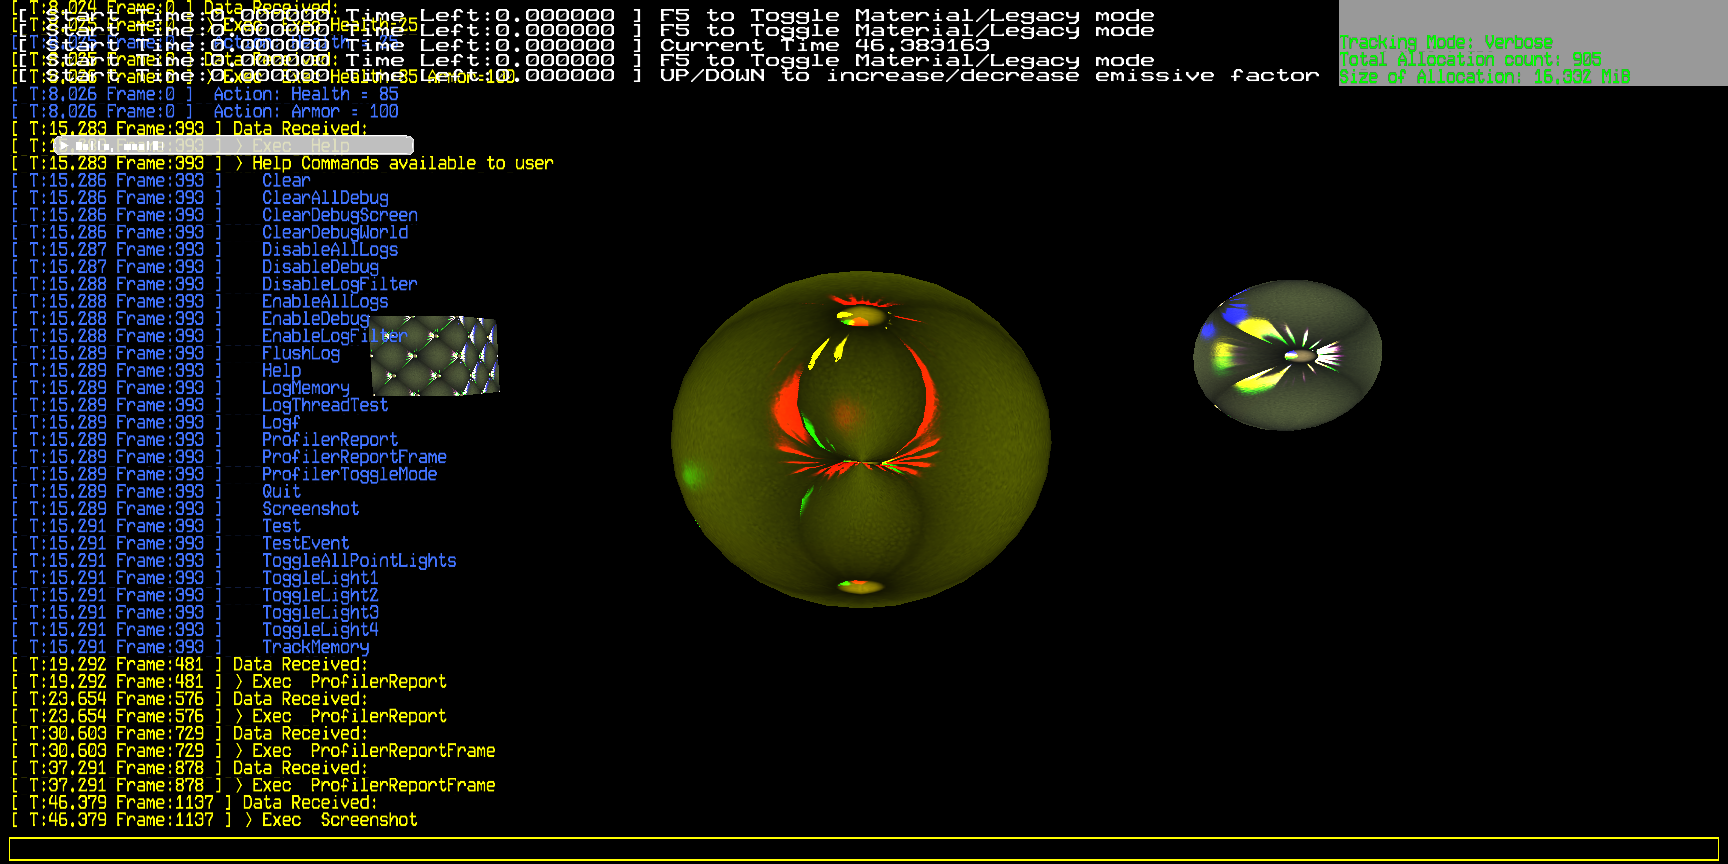 [ T:8.024 Frame:0 ] Data Received:
[ Start Time:0.000000 Time Left:0.000000 ] F5 to Toggle Material/Legacy mode
> Exec Health=25
[ Start Time:0.000000 Time Left:0.000000 ] F5 to Toggle Material/Legacy mode
Action: Health = 25
[ Start Time:0.000000 Time Left:0.000000 ] Current Time 46.383163
Data Received:
[ Start Time:0.000000 Time Left:0.000000 ] F5 to Toggle Material/Legacy mode
> Exec Health=85
[ Start Time:0.000000 Time Left:0.000000 ] UP/DOWN to increase/decrease emissive factor
Tracking Mode: Verbose
Total Allocation count: 905
Size of Allocation: 16.332 MiB
[ T:8.026 Frame:0 ] Action: Health = 85
[ T:8.026 Frame:0 ] Action: Armor = 100
[ T:15.283 Frame:393 ] Data Received:
> Exec Help
[ T:15.283 Frame:393 ] > Help Commands available to user
[ T:15.286 Frame:393 ] Clear
[ T:15.286 Frame:393 ] ClearAllDebug
[ T:15.286 Frame:393 ] ClearDebugScreen
[ T:15.286 Frame:393 ] ClearDebugWorld
[ T:15.287 Frame:393 ] DisableAllLogs
[ T:15.287 Frame:393 ] DisableDebug
[ T:15.288 Frame:393 ] DisableLogFilter
[ T:15.288 Frame:393 ] EnableAllLogs
[ T:15.288 Frame:393 ] EnableDebug
[ T:15.288 Frame:393 ] EnableLogFilter
[ T:15.289 Frame:393 ] FlushLog
[ T:15.289 Frame:393 ] Help
[ T:15.289 Frame:393 ] LogMemory
[ T:15.289 Frame:393 ] LogThreadTest
[ T:15.289 Frame:393 ] Logf
[ T:15.289 Frame:393 ] ProfilerReport
[ T:15.289 Frame:393 ] ProfilerReportFrame
[ T:15.289 Frame:393 ] ProfilerToggleMode
[ T:15.289 Frame:393 ] Quit
[ T:15.289 Frame:393 ] Screenshot
[ T:15.291 Frame:393 ] Test
[ T:15.291 Frame:393 ] TestEvent
[ T:15.291 Frame:393 ] ToggleAllPointLights
[ T:15.291 Frame:393 ] ToggleLight1
[ T:15.291 Frame:393 ] ToggleLight2
[ T:15.291 Frame:393 ] ToggleLight3
[ T:15.291 Frame:393 ] ToggleLight4
[ T:15.291 Frame:393 ] TrackMemory
[ T:19.292 Frame:481 ] Data Received:
[ T:19.292 Frame:481 ] > Exec ProfilerReport
[ T:23.654 Frame:576 ] Data Received:
[ T:23.654 Frame:576 ] > Exec ProfilerReport
[ T:30.603 Frame:729 ] Data Received:
[ T:30.603 Frame:729 ] > Exec ProfilerReportFrame
[ T:37.291 Frame:878 ] Data Received:
[ T:37.291 Frame:878 ] > Exec ProfilerReportFrame
[ T:46.379 Frame:1137 ] Data Received:
[ T:46.379 Frame:1137 ] > Exec Screenshot